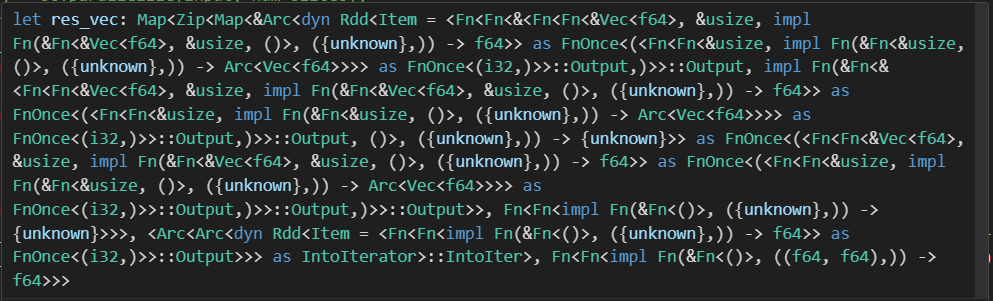 let res_vec: Map<Zip<Map<&Arc<dyn Rdd<Item = <Fn<Fn&<Fn<Fn<&Vec<f64>, &usize, impl
Fn(&Fn<&Vec<f64>, &usize, ()>, ({unknown},)) -> f64>> as FnOnce<(<Fn<Fn<&usize, impl Fn(&Fn<&usize,
()>, ({unknown},)) -> Arc<Vec<f64>>>> as FnOnce<(i32,)>>::Output,)>>::Output, impl Fn(&Fn<&
<Fn<Fn<&Vec<f64>, &usize, impl Fn(&Fn<&Vec<f64>, &usize, ()>, ({unknown},)) -> f64>> as
FnOnce<(<Fn<Fn<&usize, impl Fn(&Fn<&usize, ()>, ({unknown},)) -> Arc<Vec<f64>>>> as
FnOnce<(i32,)>>::Output,)>>::Output, ()>, ({unknown},)) -> {unknown}>> as FnOnce<(<Fn<Fn<&Vec<f64>,
&usize, impl Fn(&Fn<&Vec<f64>, &usize, ()>, ({unknown},)) -> f64>> as FnOnce<(<Fn<Fn<&usize, impl
Fn(&Fn<&usize, ()>, ({unknown},)) -> Arc<Vec<f64>>>> as
FnOnce<(i32,)>>::Output,)>>::Output,)>>::Output>>, Fn<Fn<impl Fn(&Fn<()>, ({unknown},)) ->
{unknown}>>>, <Arc<Arc<dyn Rdd<Item = <Fn<Fn<impl Fn(&Fn<()>, ({unknown},)) -> f64>> as
FnOnce<(i32,)>>::Output>>> as IntoIterator>::IntoIter>, Fn<Fn<impl Fn(&Fn<()>, ((f64, f64),)) ->
f64>>>